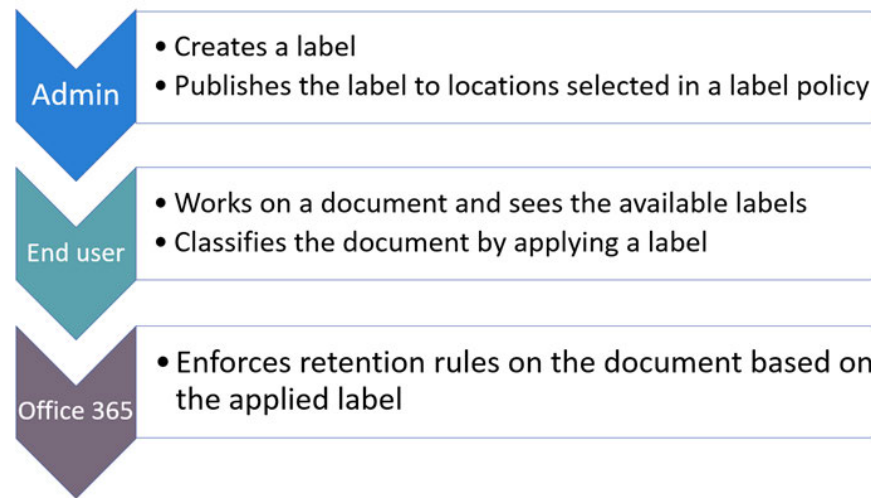 Admin
• Creates a label
• Publishes the label to locations selected in a label policy
End user
• Works on a document and sees the available labels
• Classifies the document by applying a label
Office 365
• Enforces retention rules on the document based on
the applied label